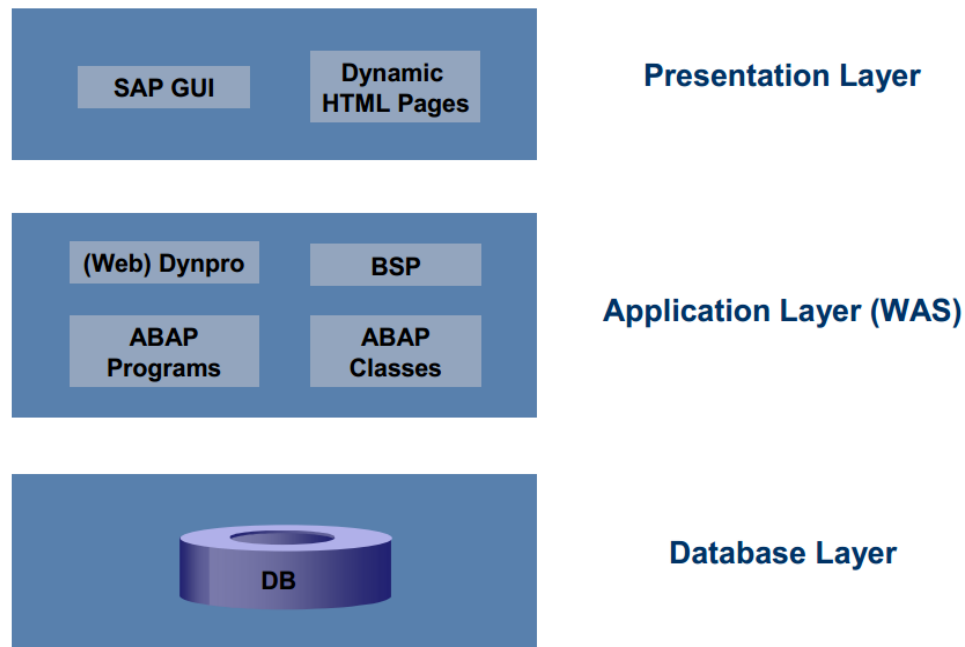 SAP GUI
Dynamic
HTML Pages
Presentation Layer
(Web) Dynpro
BSP
ABAP
Programs
ABAP
Classes
Application Layer (WAS)
DB
Database Layer